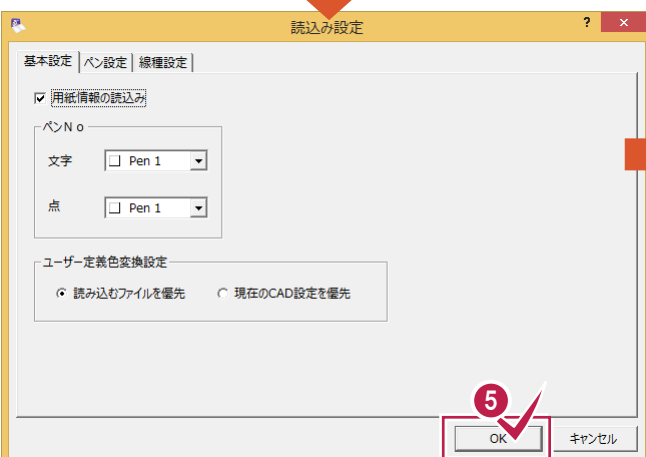 読込み設定
?
×
基本設定 ペン設定 線種設定
用紙情報の読込み
ペンNo
文字 Pen 1
点 Pen 1
ユーザー定義色変換設定
読み込むファイルを優先 現在のCAD設定を優先
5
OK キャンセル